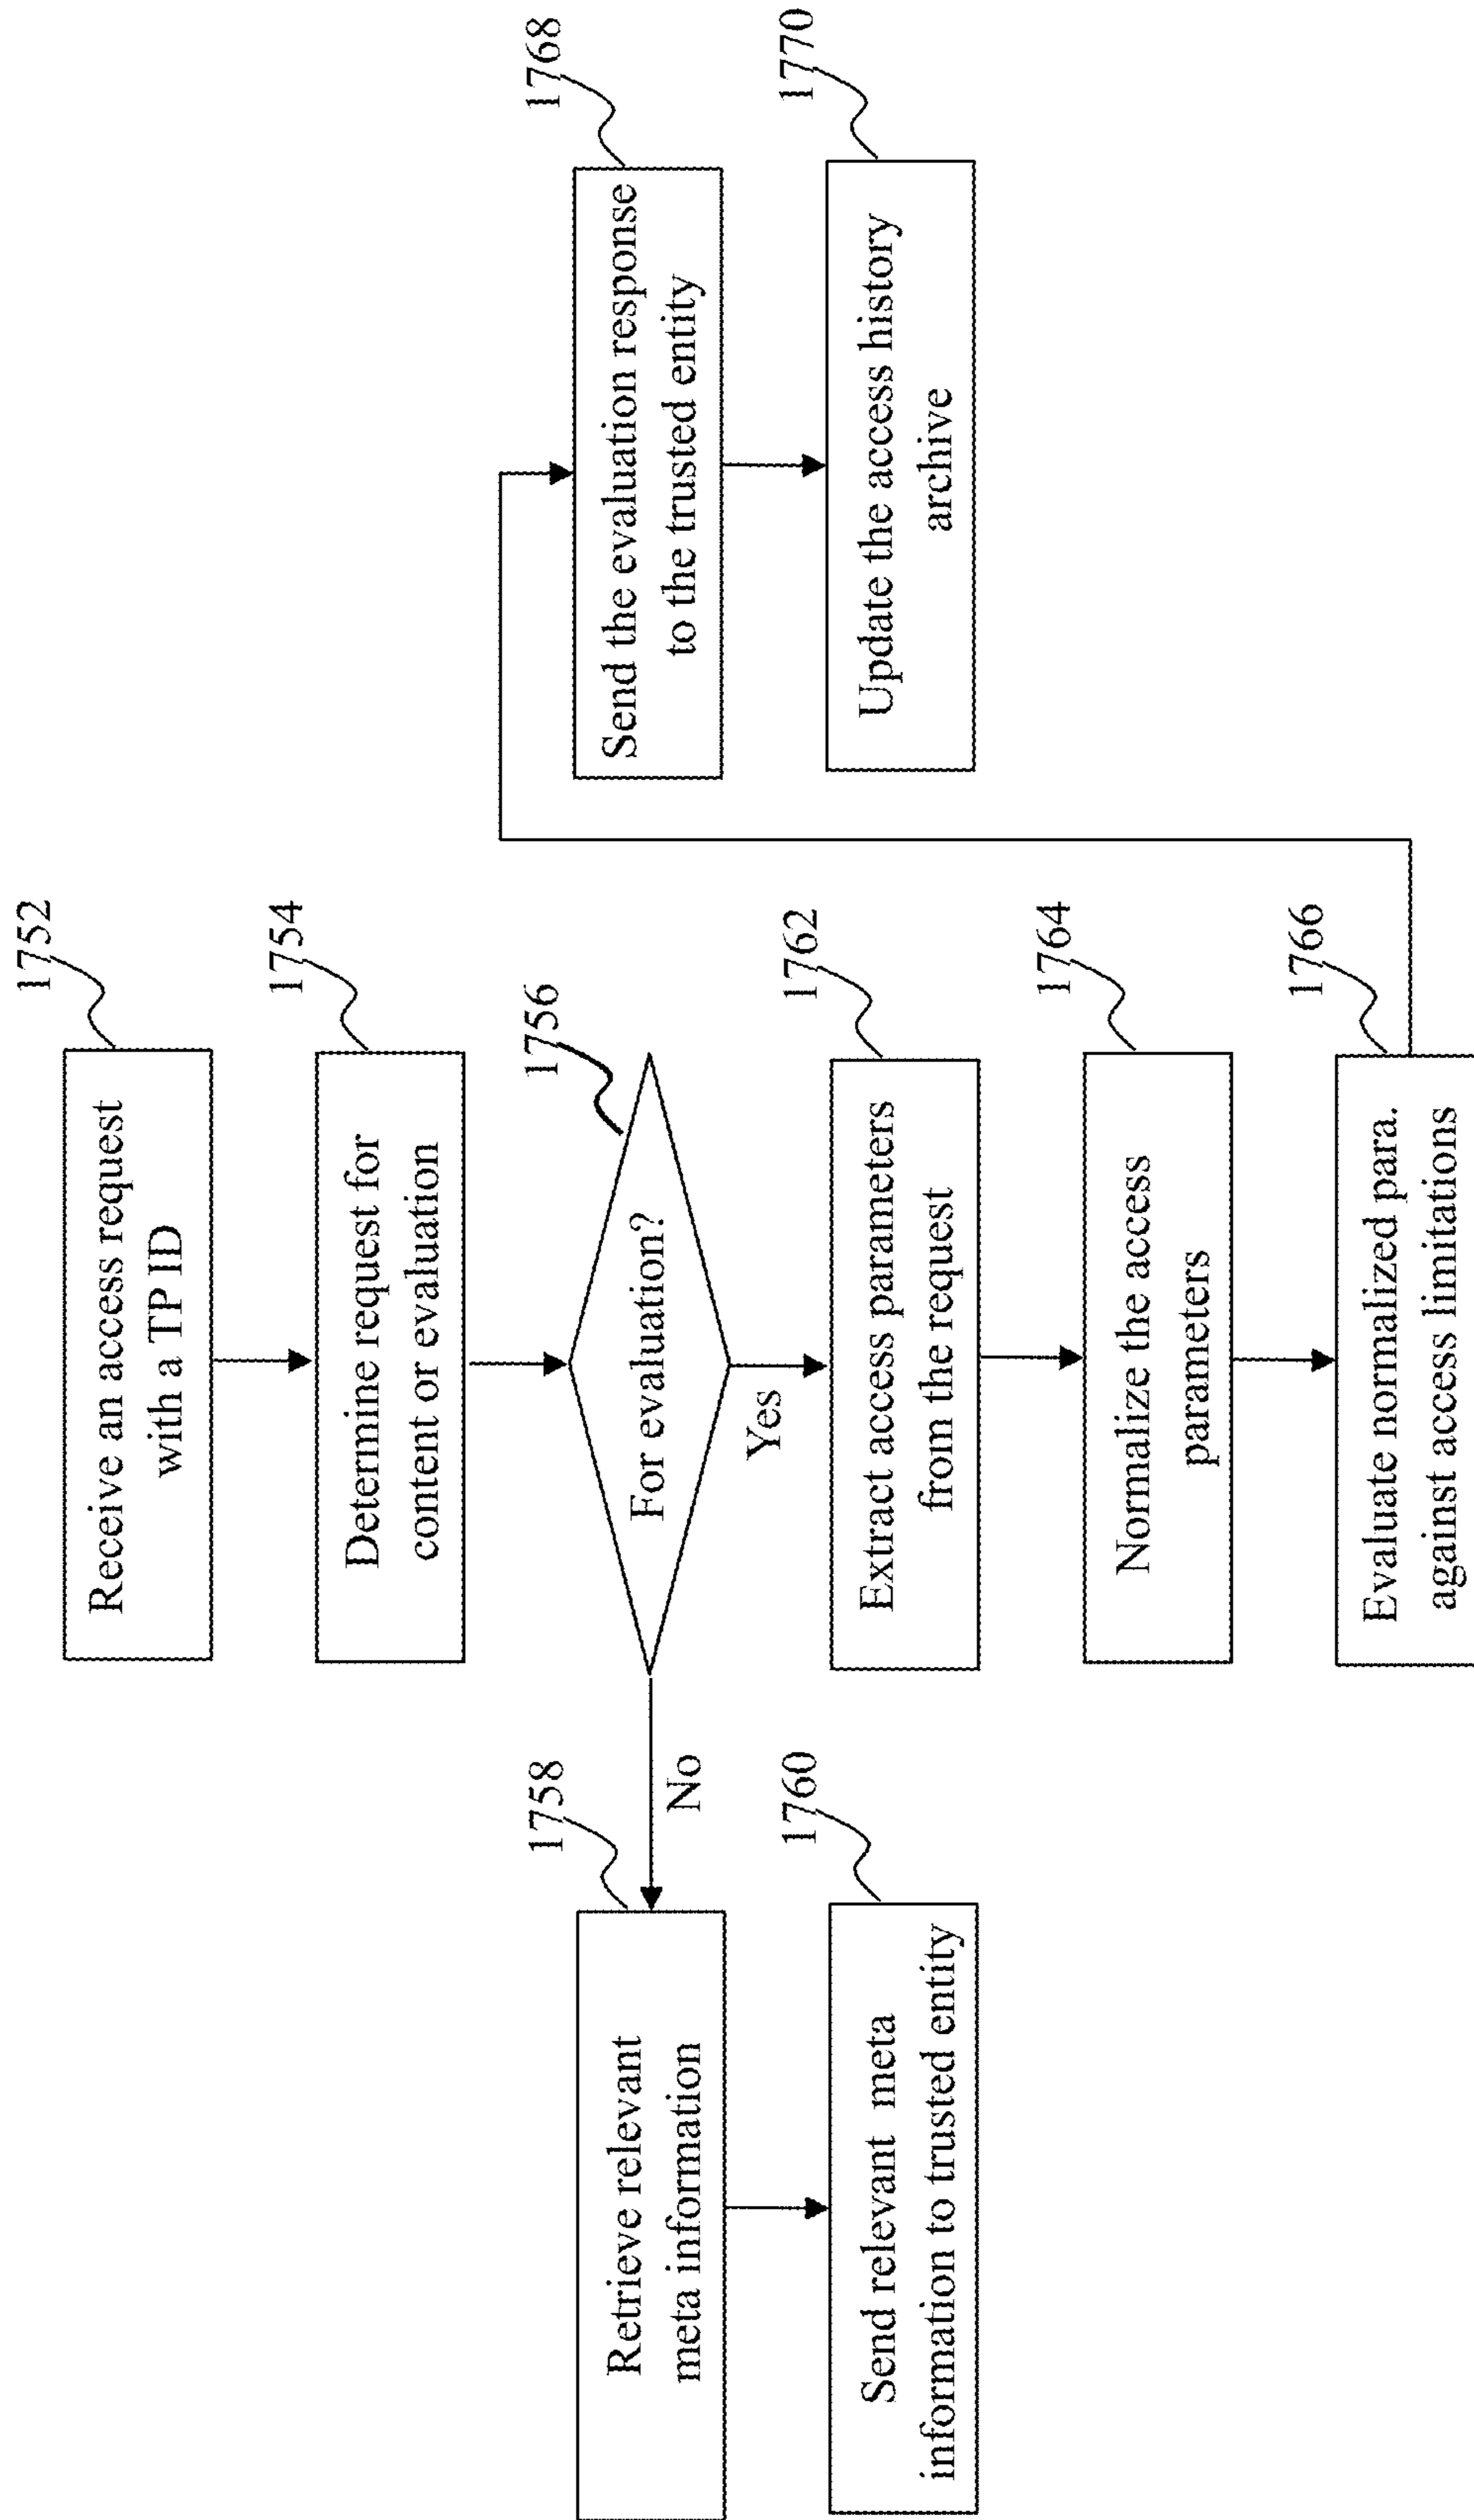 1752
Receive an access request
with a TP ID
1754
Determine request for
content or evaluation
1756
For evaluation?
No
Yes
1758
Retrieve relevant
meta information
1760
Send relevant meta
information to trusted entity
1762
Extract access parameters
from the request
1764
Normalize the access
parameters
1766
Evaluate normalized para.
against access limitations
1768
Send the evaluation response
to the trusted entity
1770
Update the access history
archive